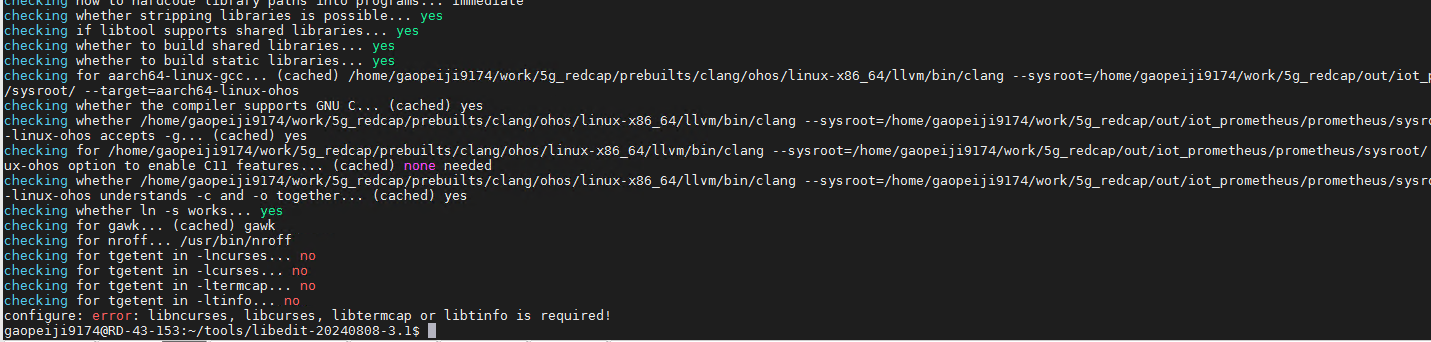 checking how to hardcode library paths into programs... immediate
checking whether stripping libraries is possible... yes
checking if libtool supports shared libraries... yes
checking whether to build shared libraries... yes
checking whether to build static libraries... yes
checking for aarch64-linux-gcc... (cached) /home/gaopeiji9174/work/5g_redcap/prebuilts/clang/ohos/linux-x86_64/llvm/bin/clang --sysroot=/home/gaopeiji9174/work/5g_redcap/out/iot_p
/sysroot/ --target=aarch64-linux-ohos
checking whether the compiler supports GNU C... (cached) yes
checking whether /home/gaopeiji9174/work/5g_redcap/prebuilts/clang/ohos/linux-x86_64/llvm/bin/clang --sysroot=/home/gaopeiji9174/work/5g_redcap/out/iot_prometheus/prometheus/sysro
-linux-ohos accepts -g... (cached) yes
checking for /home/gaopeiji9174/work/5g_redcap/prebuilts/clang/ohos/linux-x86_64/llvm/bin/clang --sysroot=/home/gaopeiji9174/work/5g_redcap/out/iot_prometheus/prometheus/sysroot/
ux-ohos option to enable C11 features... (cached) none needed
checking whether /home/gaopeiji9174/work/5g_redcap/prebuilts/clang/ohos/linux-x86_64/llvm/bin/clang --sysroot=/home/gaopeiji9174/work/5g_redcap/out/iot_prometheus/prometheus/sysro
-linux-ohos understands -c and -o together... (cached) yes
checking whether ln -s works... yes
checking for gawk... (cached) gawk
checking for nroff... /usr/bin/nroff
checking for tgetent in -lncurses... no
checking for tgetent in -lcurses... no
checking for tgetent in -ltermcap... no
checking for tgetent in -ltinfo... no
configure: error: libncurses, libcurses, libtermcap or libtinfo is required!
gaopeiji9174@RD-43-153:~/tools/libedit-20240808-3.1$